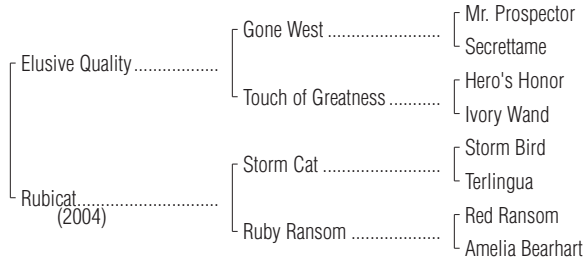 Mr. Prospector
Gone West
Secrettame
Elusive Quality
Hero's Honor
Touch of Greatness
Ivory Wand
Storm Bird
Storm Cat
Terlingua
Rubicat
(2004)
Red Ransom
Ruby Ransom
Amelia Bearhart